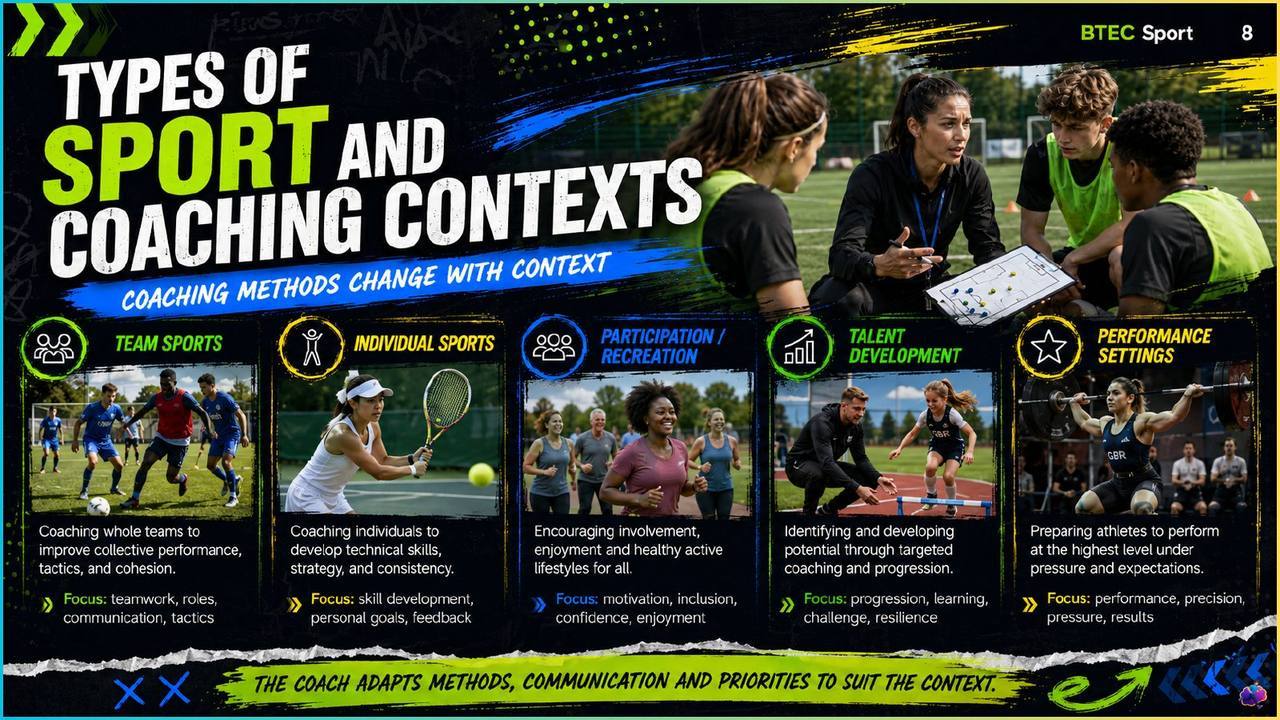 BTEC Sport 8
TYPES OF
SPORT AND
COACHING CONTEXTS
COACHING METHODS CHANGE WITH CONTEXT
TEAM SPORTS
Coaching whole teams to
improve collective performance,
tactics, and cohesion.
Focus: teamwork, roles,
communication, tactics
INDIVIDUAL SPORTS
Coaching individuals to
develop technical skills,
strategy, and consistency.
Focus: skill development,
personal goals, feedback
PARTICIPATION /
RECREATION
Encouraging involvement,
enjoyment and healthy active
lifestyles for all.
Focus: motivation, inclusion,
confidence, enjoyment
TALENT
DEVELOPMENT
GBR
Identifying and developing
potential through targeted
coaching and progression.
Focus: progression, learning,
challenge, resilience
PERFORMANCE
SETTINGS
GBR
Preparing athletes to perform
at the highest level under
pressure and expectations.
Focus: performance, precision,
pressure, results
THE COACH ADAPTS METHODS, COMMUNICATION AND PRIORITIES TO SUIT THE CONTEXT.